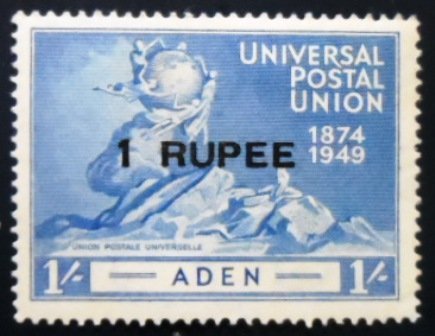 UNIVERSAL
POSTAL
UNION
1874
1 RUPEE
1949
UNION POSTALE UNIVERSELLE
1/- ADEN 1/-